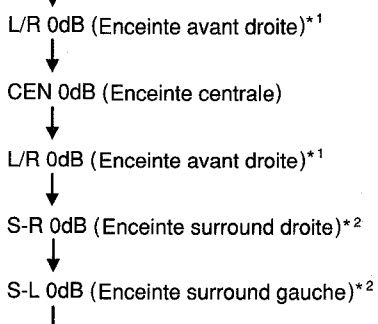 L/R 0dB (Enceinte avant droite)*1
CEN 0dB (Enceinte centrale)
L/R 0dB (Enceinte avant droite)*1
S-R 0dB (Enceinte surround droite)*2
S-L 0dB (Enceinte surround gauche)*2